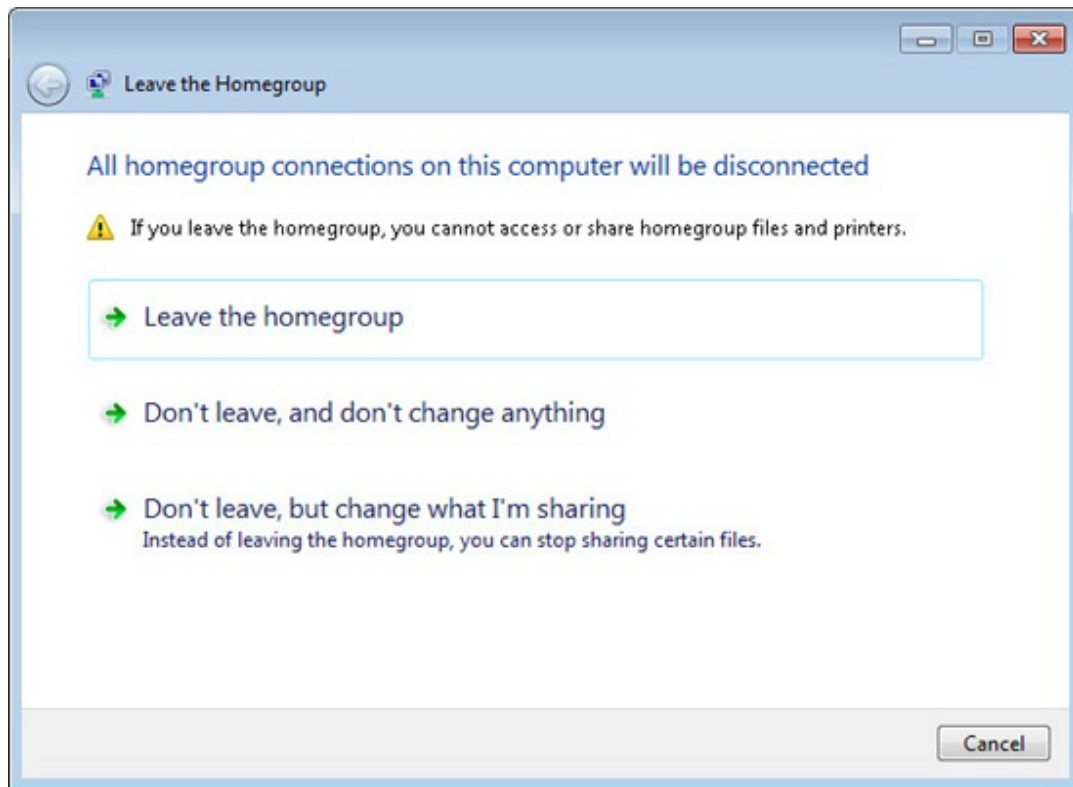 Leave the Homegroup
All homegroup connections on this computer will be disconnected
If you leave the homegroup, you cannot access or share homegroup files and printers.
Leave the homegroup
Don't leave, and don't change anything
Don't leave, but change what I'm sharing
Instead of leaving the homegroup, you can stop sharing certain files.
Cancel